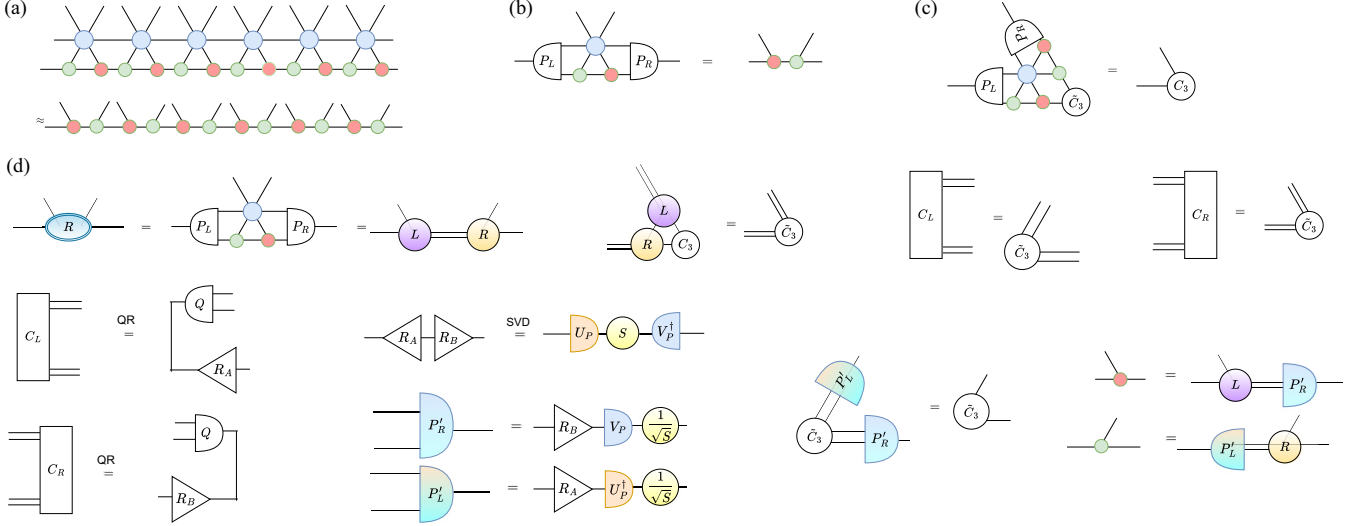 (a)
(b)
P_L
P_R
=
(c)
P_R
P_L
C̃_3
=
C_3
≈
(d)
R
=
P_L
P_R
=
L
R
L
R
C_3
=
C̃_3
C_L
=
C̃_3
C_R
=
C̃_3
C_L
QR
=
Q
R_A
R_A
R_B
SVD
=
U_P
S
V_P^†
P'_L
C̃_3
P'_R
=
C̃_3
=
L
P'_R
=
P'_L
R
C_R
QR
=
Q
R_B
P'_R
=
R_B
V_P
1/√S
P'_L
=
R_A
U_P^†
1/√S